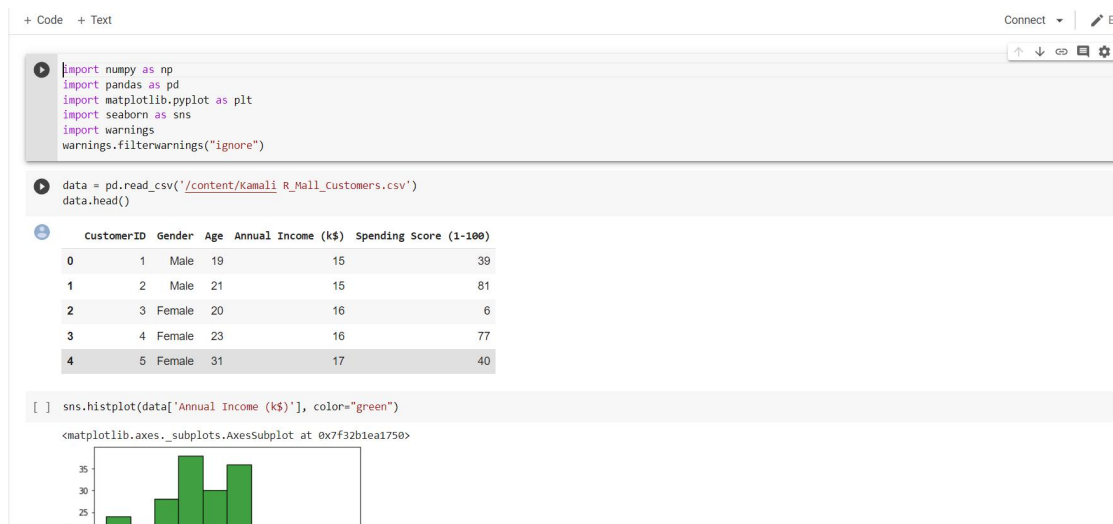 + Code + Text Connect
import numpy as np
import pandas as pd
import matplotlib.pyplot as plt
import seaborn as sns
import warnings
warnings.filterwarnings("ignore")
data = pd.read_csv('/content/Kamali R_Mall_Customers.csv')
data.head()
CustomerID Gender Age Annual Income (k$) Spending Score (1-100)
0 1 Male 19 15 39
1 2 Male 21 15 81
2 3 Female 20 16 6
3 4 Female 23 16 77
4 5 Female 31 17 40
[ ] sns.histplot(data['Annual Income (k$)'], color="green")
<matplotlib.axes._subplots.AxesSubplot at 0x7f32b1ea1750>
35
30
25